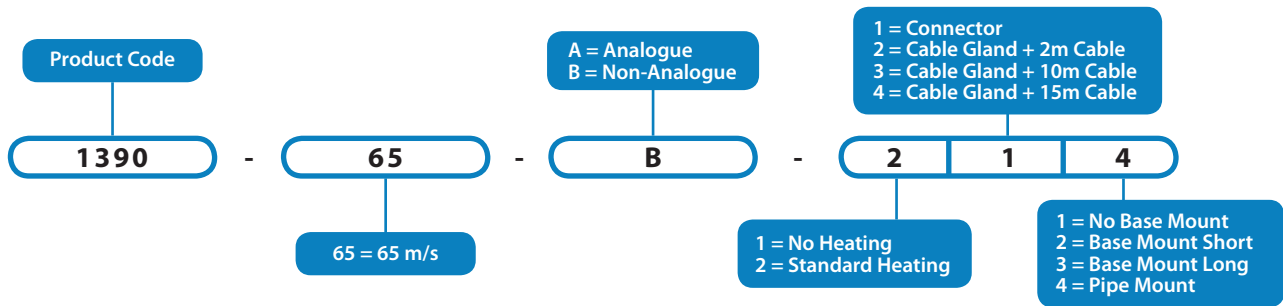 Product Code
A = Analogue
B = Non-Analogue
1 = Connector
2 = Cable Gland + 2m Cable
3 = Cable Gland + 10m Cable
4 = Cable Gland + 15m Cable
1390 - 65 - B - 2 1 4
65 = 65 m/s
1 = No Heating
2 = Standard Heating
1 = No Base Mount
2 = Base Mount Short
3 = Base Mount Long
4 = Pipe Mount